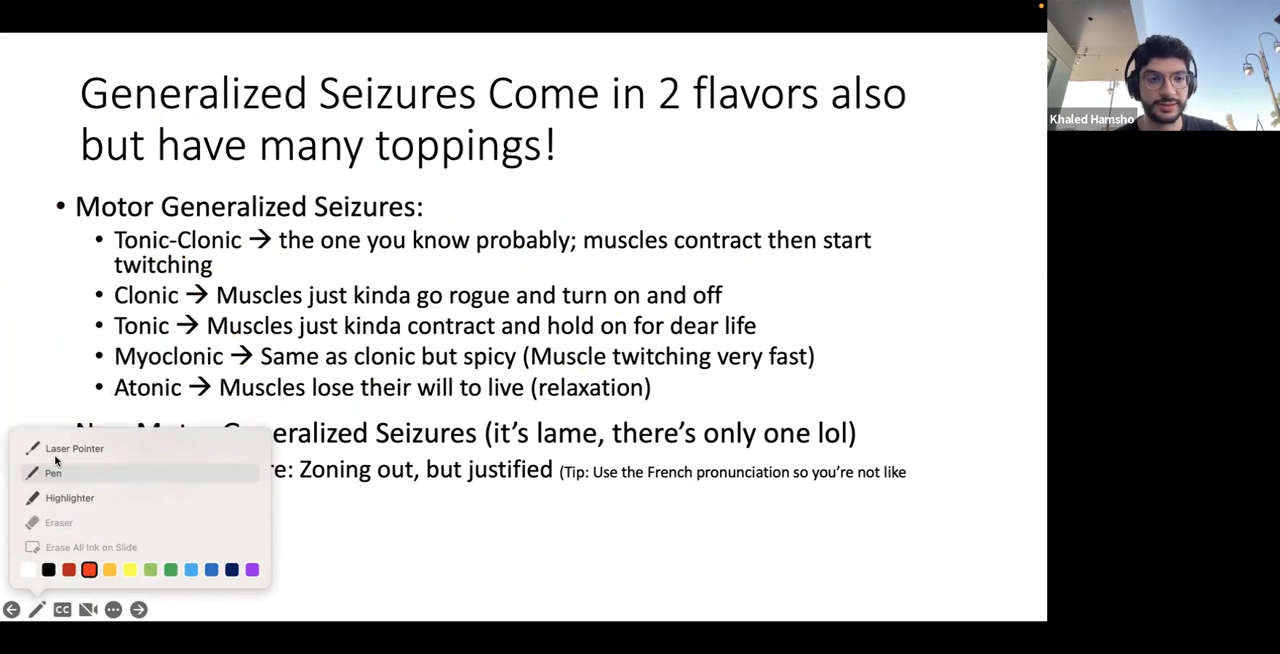 Generalized Seizures Come in 2 flavors also
but have many toppings!
Khaled Hamsho
• Motor Generalized Seizures:
• Tonic-Clonic → the one you know probably; muscles contract then start
twitching
• Clonic → Muscles just kinda go rogue and turn on and off
• Tonic → Muscles just kinda contract and hold on for dear life
• Myoclonic → Same as clonic but spicy (Muscle twitching very fast)
• Atonic → Muscles lose their will to live (relaxation)
Seizures (it's lame, there's only one lol)
Zoning out, but justified (Tip: Use the French pronunciation so you're not like
Laser Pointer
Pen
Highlighter
Eraser
Erase All Ink on Slide
CC